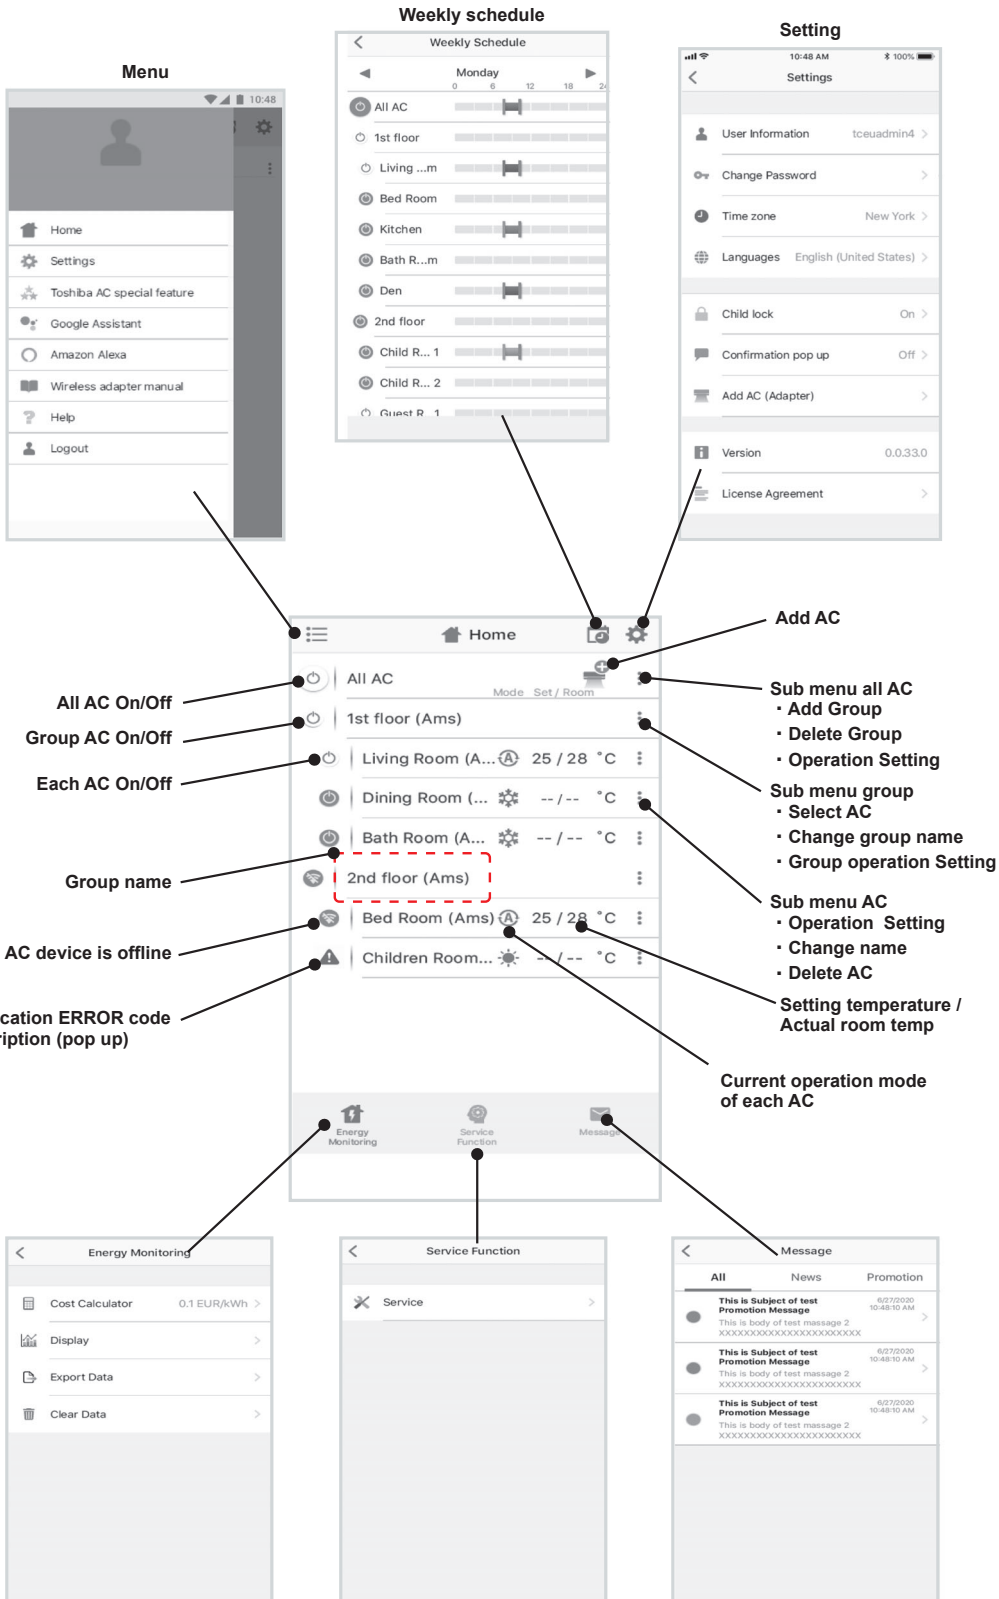 Weekly schedule
Weekly Schedule
Monday
0 6 12 18 24
All AC
1st floor
Living ...m
Bed Room
Kitchen
Bath R...m
Den
2nd floor
Child R... 1
Child R... 2
Guest R.. 1
Setting
10:48 AM 100%
Settings
User Information tceuadmin4
Change Password
Time zone New York
Languages English (United States)
Child lock On
Confirmation pop up Off
Add AC (Adapter)
Version 0.0.33.0
License Agreement
Menu
10:48
Home
Settings
Toshiba AC special feature
Google Assistant
Amazon Alexa
Wireless adapter manual
Help
Logout
Home
All AC
Mode Set / Room
1st floor (Ams)
Living Room (A... 25 / 28 °C
Dining Room (... -- / -- °C
Bath Room (A... -- / -- °C
2nd floor (Ams)
Bed Room (Ams) 25 / 28 °C
Children Room... -- / -- °C
Energy
Monitoring
Service
Function
Message
All AC On/Off
Group AC On/Off
Each AC On/Off
Group name
AC device is offline
cation ERROR code
ription (pop up)
Add AC
Sub menu all AC
・Add Group
・Delete Group
・Operation Setting
Sub menu group
・Select AC
・Change group name
・Group operation Setting
Sub menu AC
・Operation Setting
・Change name
・Delete AC
Setting temperature /
Actual room temp
Current operation mode
of each AC
Energy Monitoring
Cost Calculator 0.1 EUR/kWh
Display
Export Data
Clear Data
Service Function
Service
Message
All News Promotion
This is Subject of test 6/27/2020
Promotion Message 10:48:10 AM
This is body of test massage 2
XXXXXXXXXXXXXXXXXXXXXXX
This is Subject of test 6/27/2020
Promotion Message 10:48:10 AM
This is body of test massage 2
XXXXXXXXXXXXXXXXXXXXXXX
This is Subject of test 6/27/2020
Promotion Message 10:48:10 AM
This is body of test massage 2
XXXXXXXXXXXXXXXXXXXXXXX